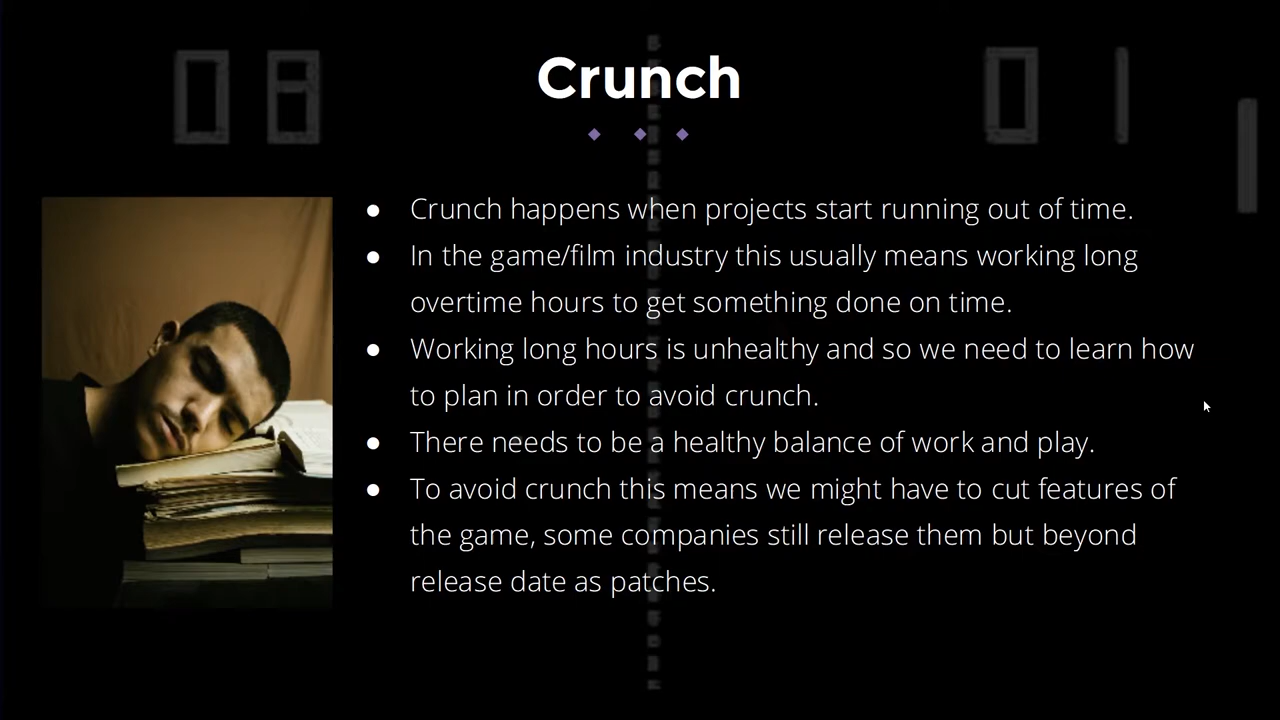 08
01
Crunch
● Crunch happens when projects start running out of time.
● In the game/film industry this usually means working long
overtime hours to get something done on time.
● Working long hours is unhealthy and so we need to learn how
to plan in order to avoid crunch.
● There needs to be a healthy balance of work and play.
● To avoid crunch this means we might have to cut features of
the game, some companies still release them but beyond
release date as patches.